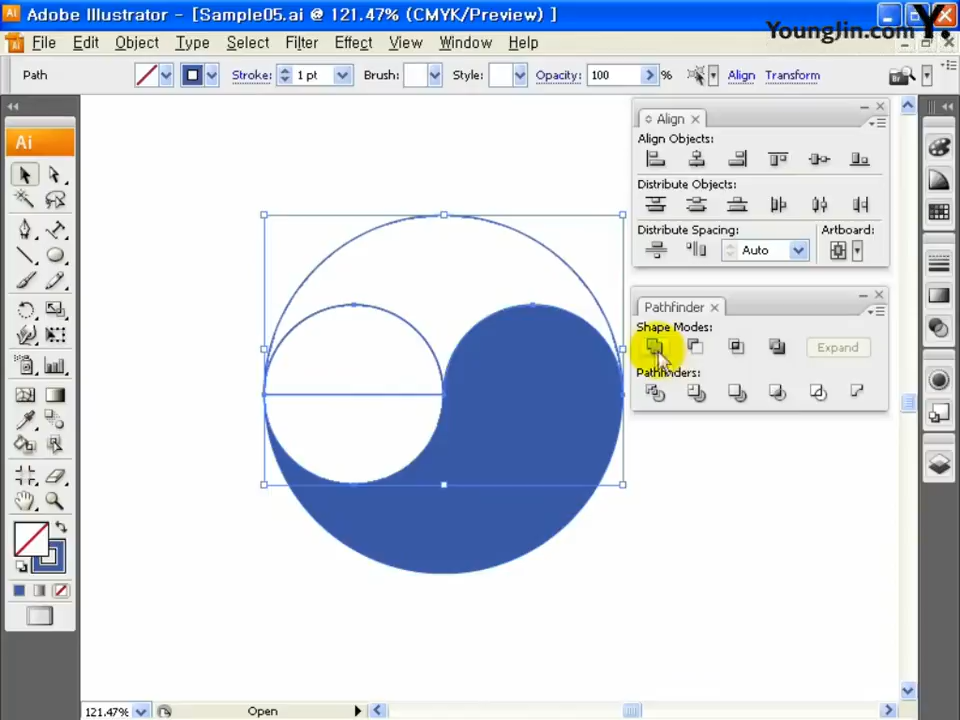 Adobe Illustrator - [Sample05.ai @ 121.47% (CMYK/Preview) ]
YoungJin.com Y.
File Edit Object Type Select Filter Effect View Window Help
Path Stroke: 1 pt Brush: Style: Opacity: 100 % Align Transform
Ai
Align
Align Objects:
Distribute Objects:
Distribute Spacing: Artboard:
Auto
Pathfinder
Shape Modes:
Expand
Pathfinders:
121.47% Open